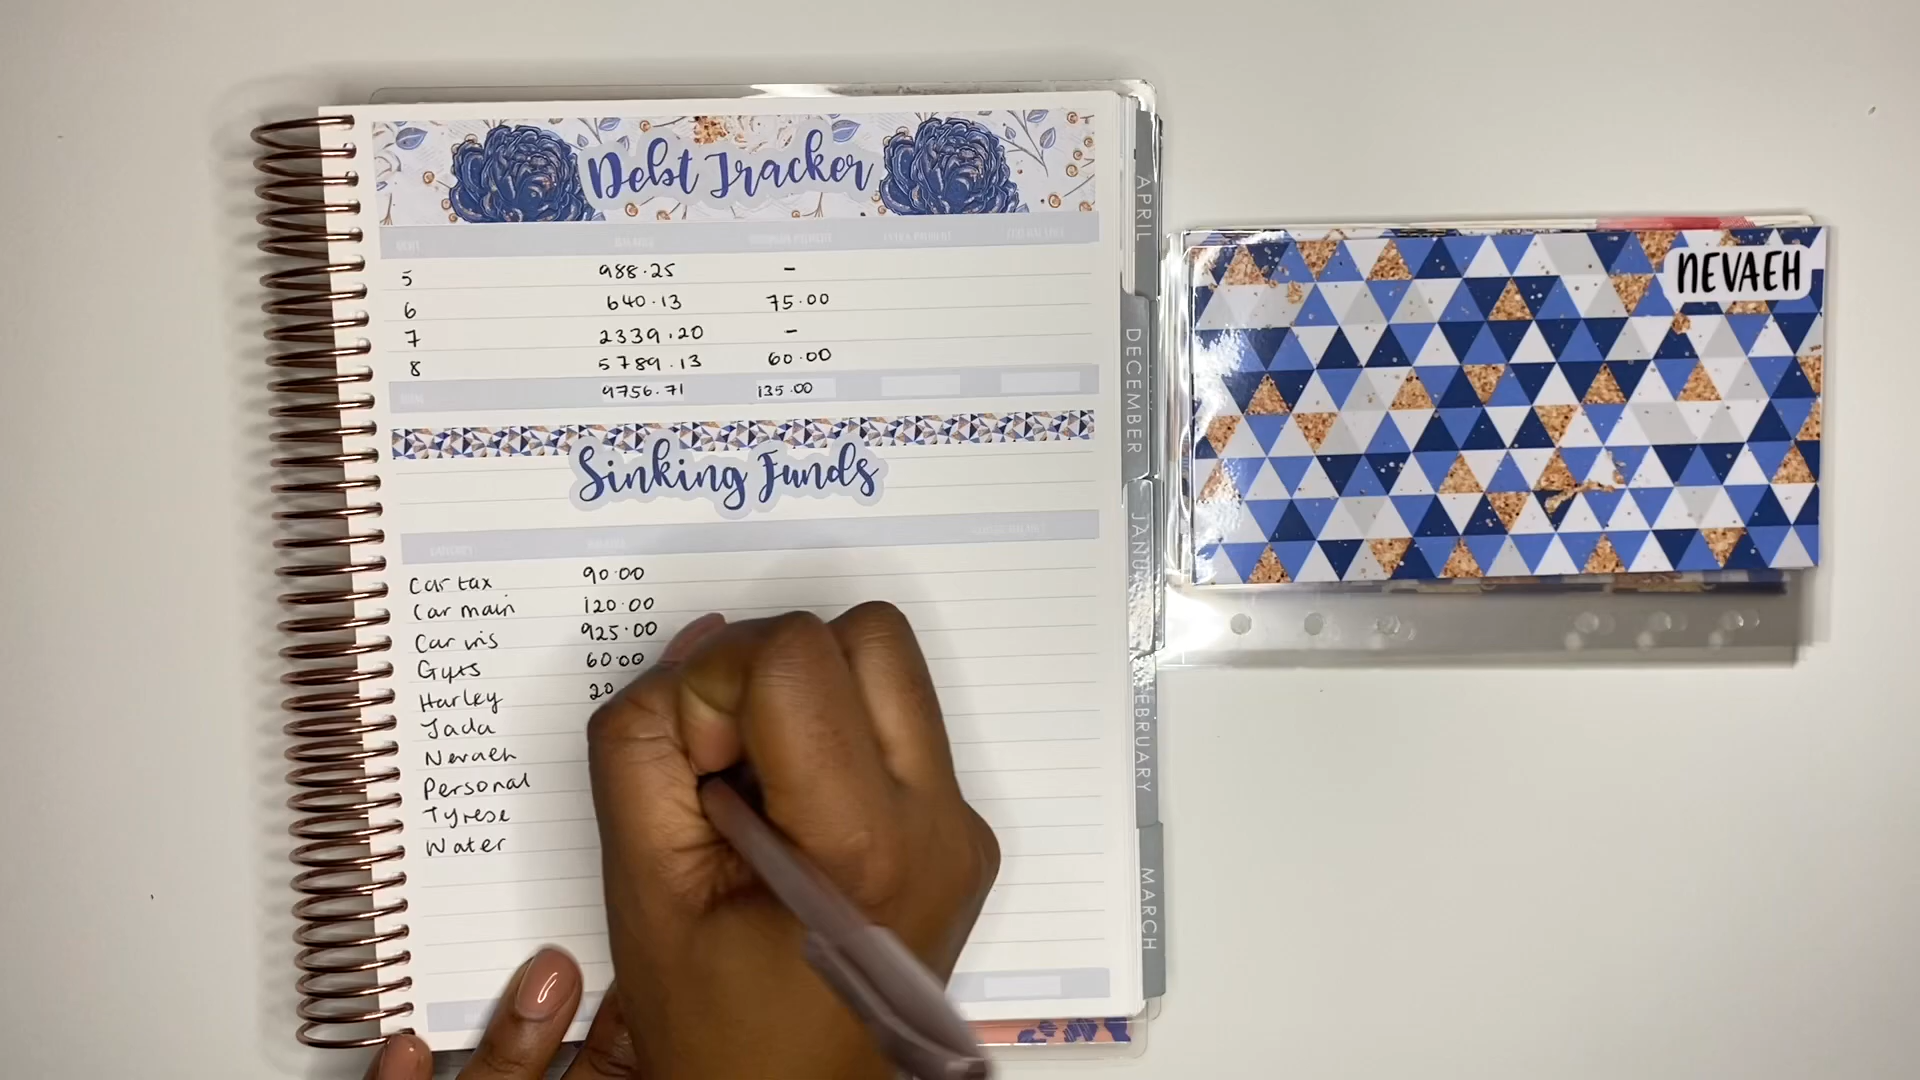 Debt Tracker
5 988.25 -
6 640.13 75.00
7 2339.20 -
8 5789.13 60.00
9756.71 135.00
Sinking Funds
Car tax 90.00
Car main 120.00
Car ins 925.00
Gifts 60.00
Harley 20
Jada
Nevaeh
Personal
Tyrese
Water
APRIL
DECEMBER
FEBRUARY
MARCH
NEVAEH